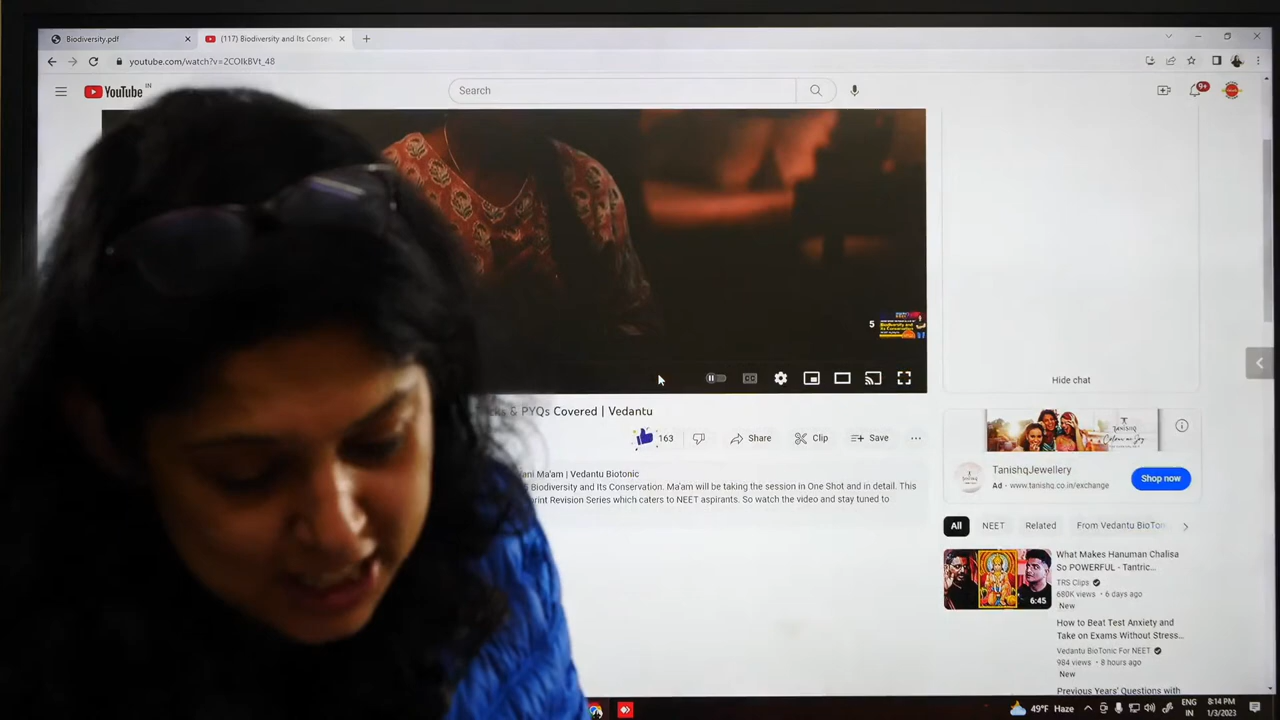 Biodiversity.pdf
(117) Biodiversity and Its Conser
youtube.com/watch?v=2COIkBVt_48
YouTube IN
Search
9+
5
Hide chat
cks & PYQs Covered | Vedantu
163
Share
Clip
Save
TANISHQ
TanishqJewellery
Ad · www.tanishq.co.in/exchange
Shop now
ani Ma'am | Vedantu Biotonic
Biodiversity and Its Conservation. Ma'am will be taking the session in One Shot and in detail. This
rint Revision Series which caters to NEET aspirants. So watch the video and stay tuned to
All
NEET
Related
From Vedantu BioTon
What Makes Hanuman Chalisa
So POWERFUL - Tantric...
TRS Clips
680K views • 6 days ago
New
6:45
How to Beat Test Anxiety and
Take on Exams Without Stress...
Vedantu BioTonic For NEET
984 views • 8 hours ago
New
Previous Years' Questions with
49°F Haze
ENG
IN
8:14 PM
1/3/2023